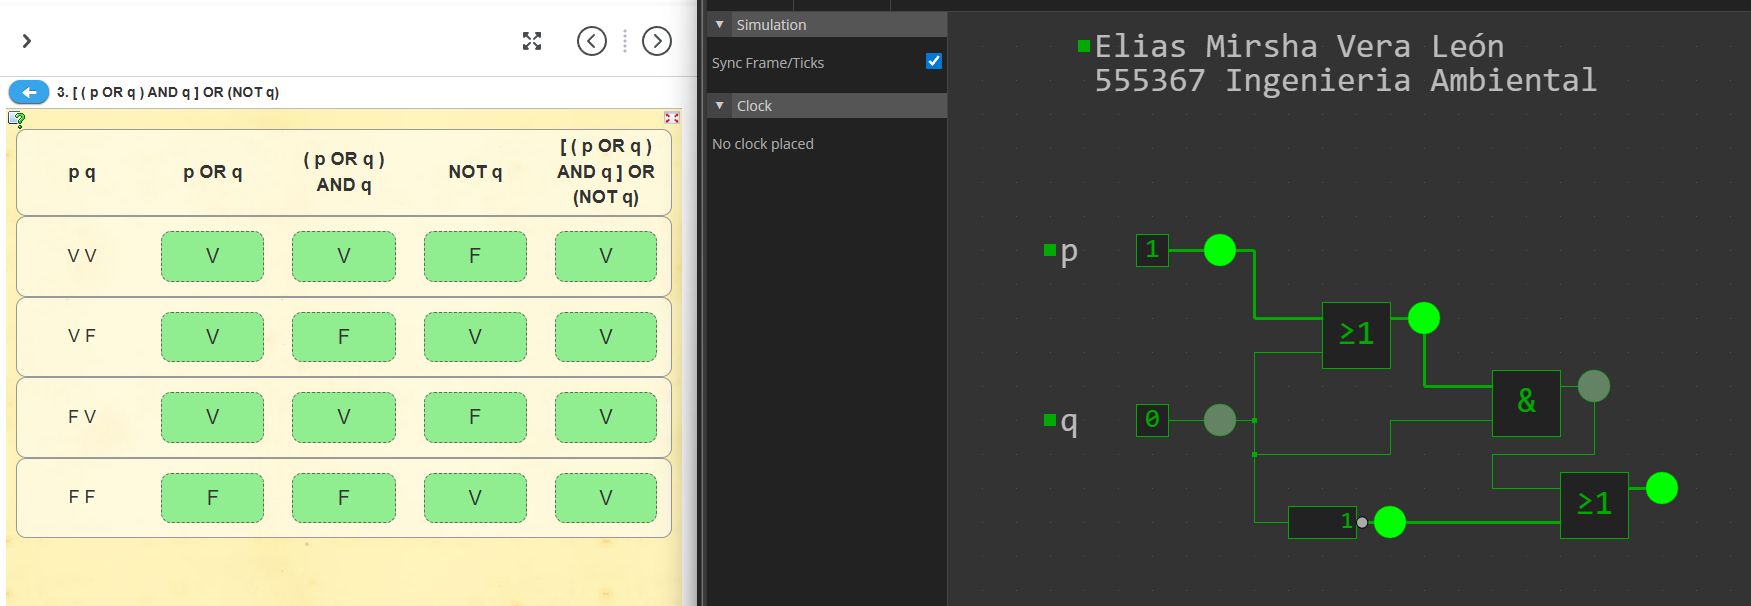 3. [ ( p OR q ) AND q ] OR (NOT q)
p q
p OR q
( p OR q )
AND q
NOT q
[ ( p OR q )
AND q ] OR
(NOT q)
V V
V
V
F
V
V F
V
F
V
V
F V
V
V
F
V
F F
F
F
V
V
Simulation
Sync Frame/Ticks
Clock
No clock placed
Elias Mirsha Vera León
555367 Ingenieria Ambiental
p
1
≥1
&
q
0
≥1
1